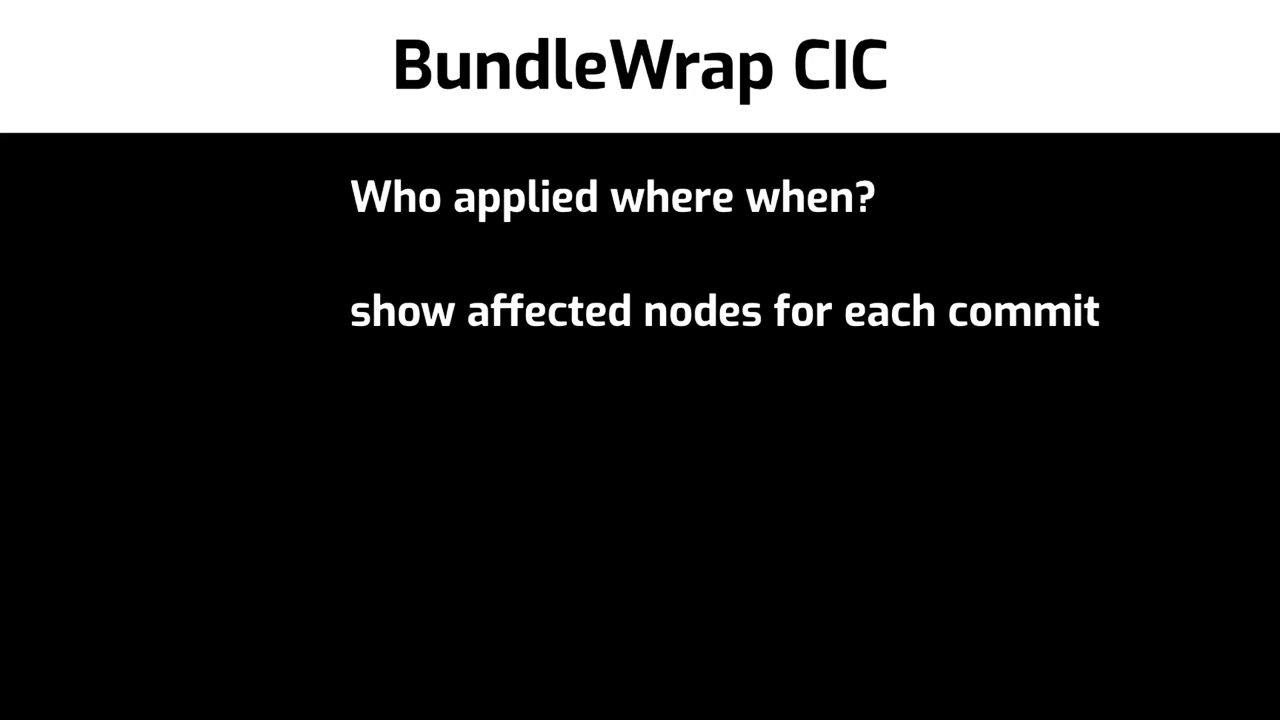 BundleWrap CIC
Who applied where when?
show affected nodes for each commit